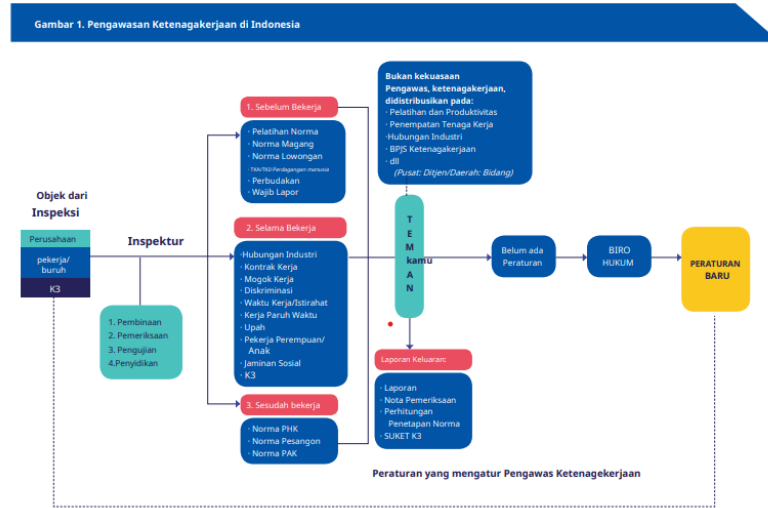 Gambar 1. Pengawasan Ketenagakerjaan di Indonesia
Objek dari
Inspeksi
Perusahaan
pekerja/
buruh
K3
Inspektur
1. Pembinaan
2. Pemeriksaan
3. Pengujian
4.Penyidikan
1. Sebelum Bekerja
· Pelatihan Norma
· Norma Magang
· Norma Lowongan
· TKA/TKI/ Perdagangan manusia
· Perbudakan
· Wajib Lapor
2. Selama Bekerja
·Hubungan Industri
· Kontrak Kerja
· Mogok Kerja
· Diskriminasi
· Waktu Kerja/Istirahat
· Kerja Paruh Waktu
· Upah
· Pekerja Perempuan/
Anak
· Jaminan Sosial
· K3
3. Sesudah bekerja
· Norma PHK
· Norma Pesangon
· Norma PAK
Bukan kekuasaan
Pengawas, ketenagakerjaan,
didistribusikan pada:
· Pelatihan dan Produktivitas
· Penempatan Tenaga Kerja
·Hubungan Industri
· BPJS Ketenagakerjaan
· dll
(Pusat: Ditjen/Daerah: Bidang)
T
E
M
kamu
A
N
Laporan Keluaran:
· Laporan
· Nota Pemeriksaan
· Perhitungan
Penetapan Norma
· SUKET K3
Belum ada
Peraturan
BIRO
HUKUM
PERATURAN
BARU
Peraturan yang mengatur Pengawas Ketenagekerjaan